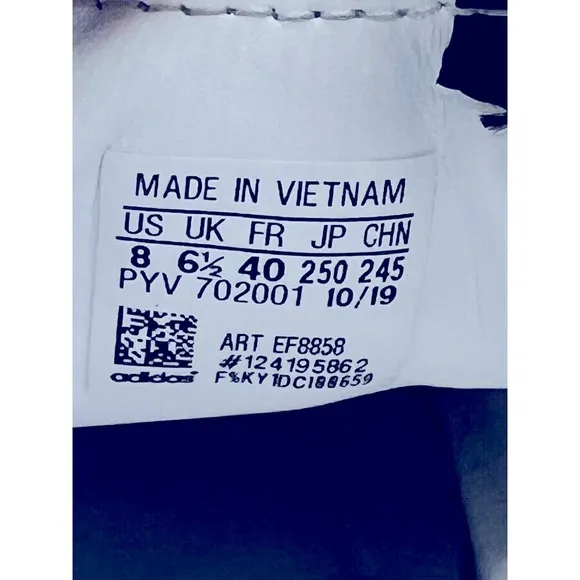 MADE IN VIETNAM
US UK FR JP CHN
8 6½ 40 250 245
PYV 702001 10/19
ART EF8858
#124195862
adidas